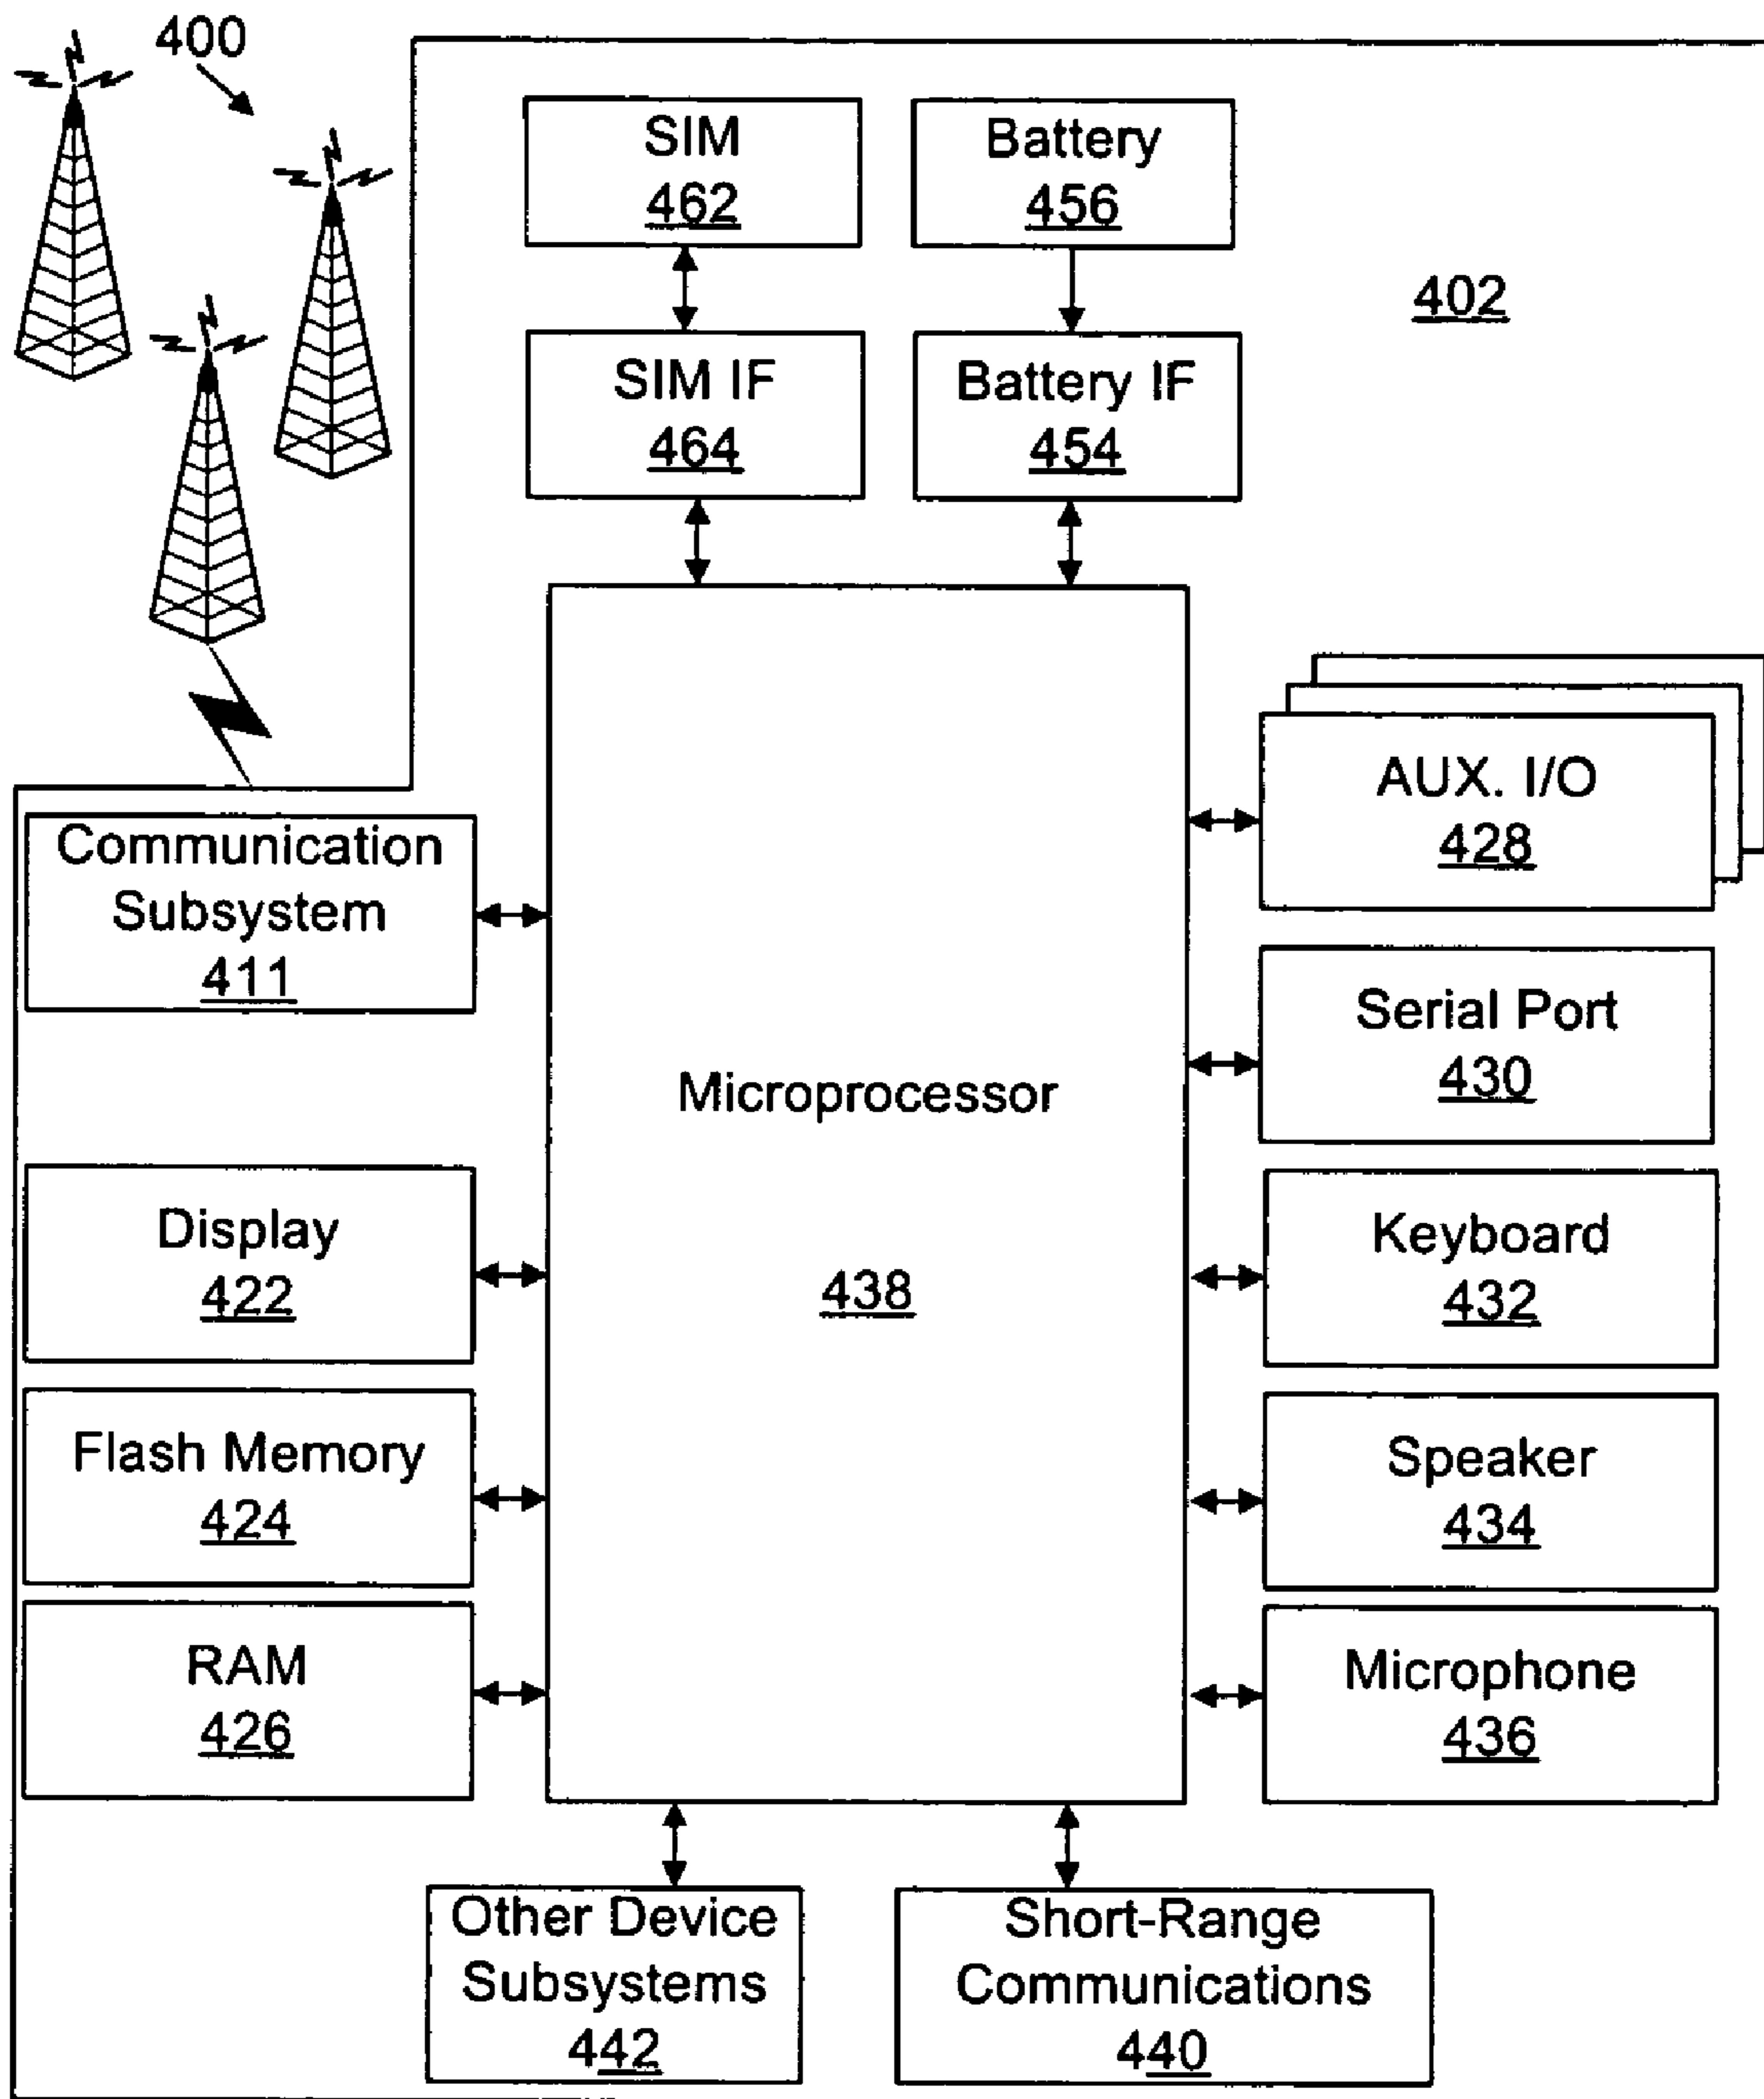 400
SIM
462
Battery
456
402
SIM IF
464
Battery IF
454
AUX. I/O
428
Communication
Subsystem
411
Serial Port
430
Microprocessor
438
Display
422
Keyboard
432
Flash Memory
424
Speaker
434
RAM
426
Microphone
436
Other Device
Subsystems
442
Short-Range
Communications
440